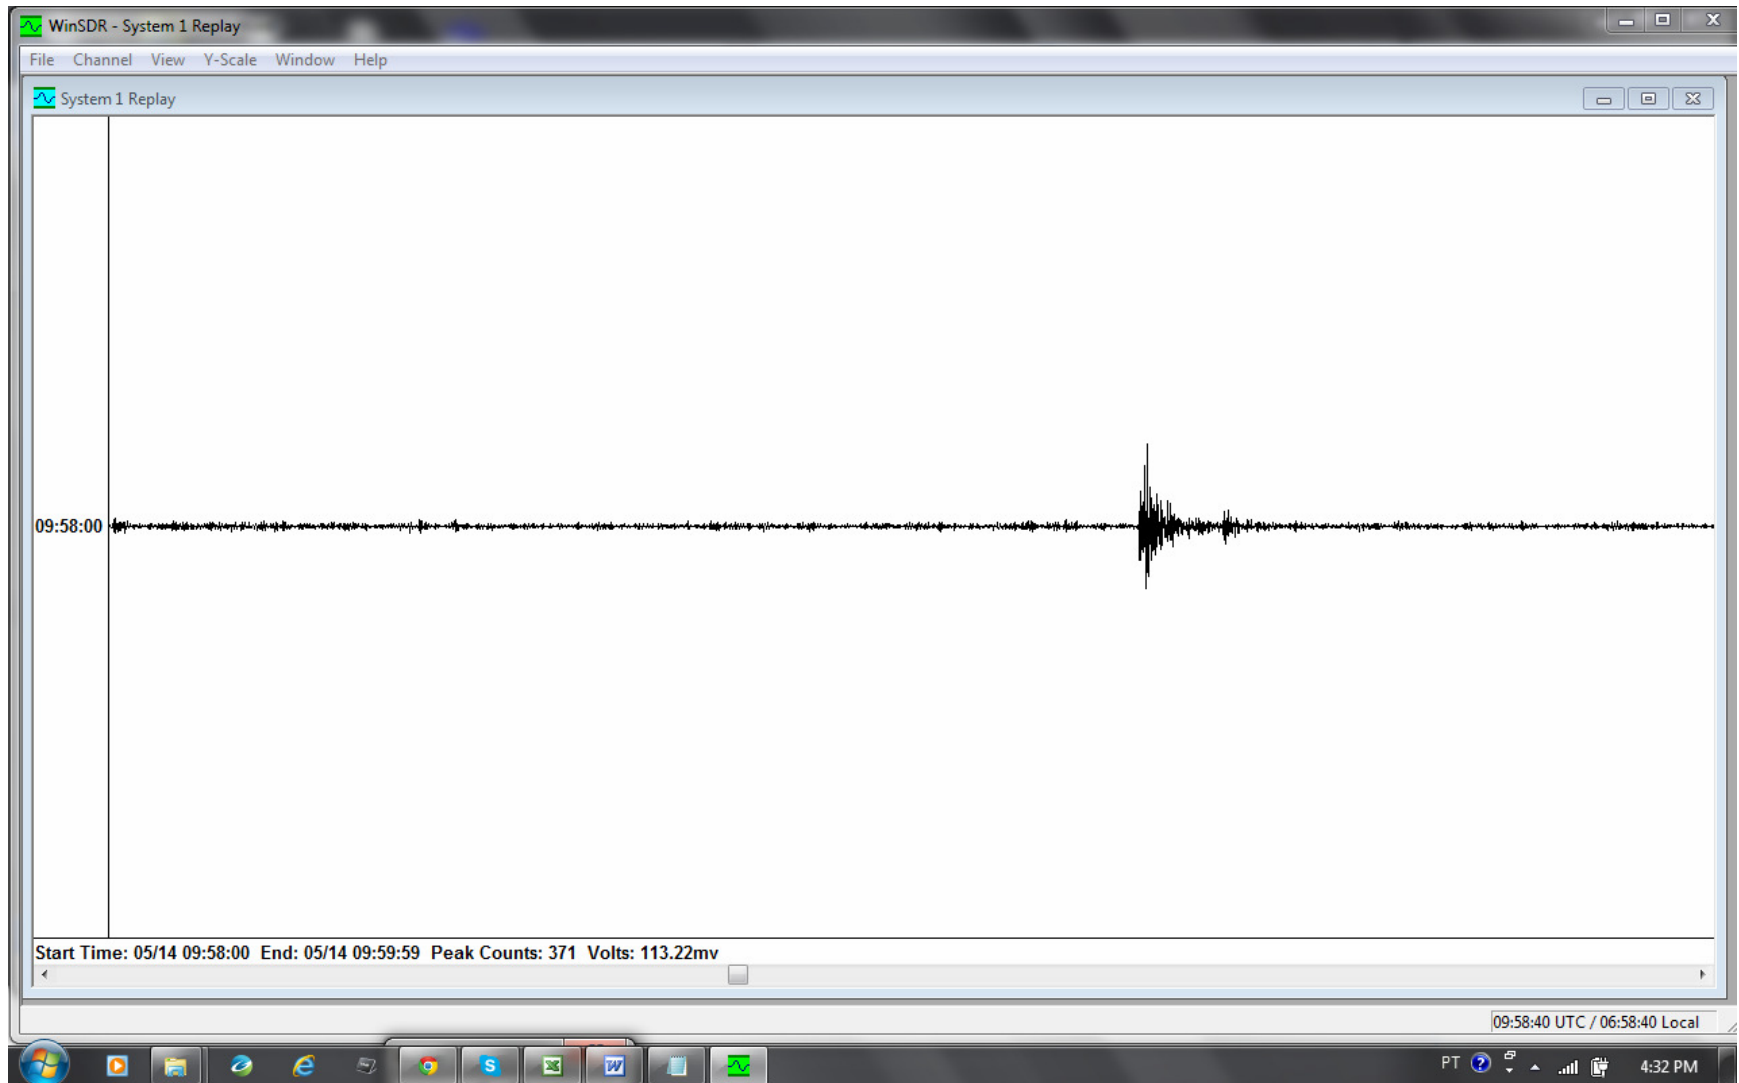 WinSDR - System 1 Replay
File Channel View Y-Scale Window Help
System 1 Replay
09:58:00
Start Time: 05/14 09:58:00 End: 05/14 09:59:59 Peak Counts: 371 Volts: 113.22mv
09:58:40 UTC / 06:58:40 Local
PT 4:32 PM